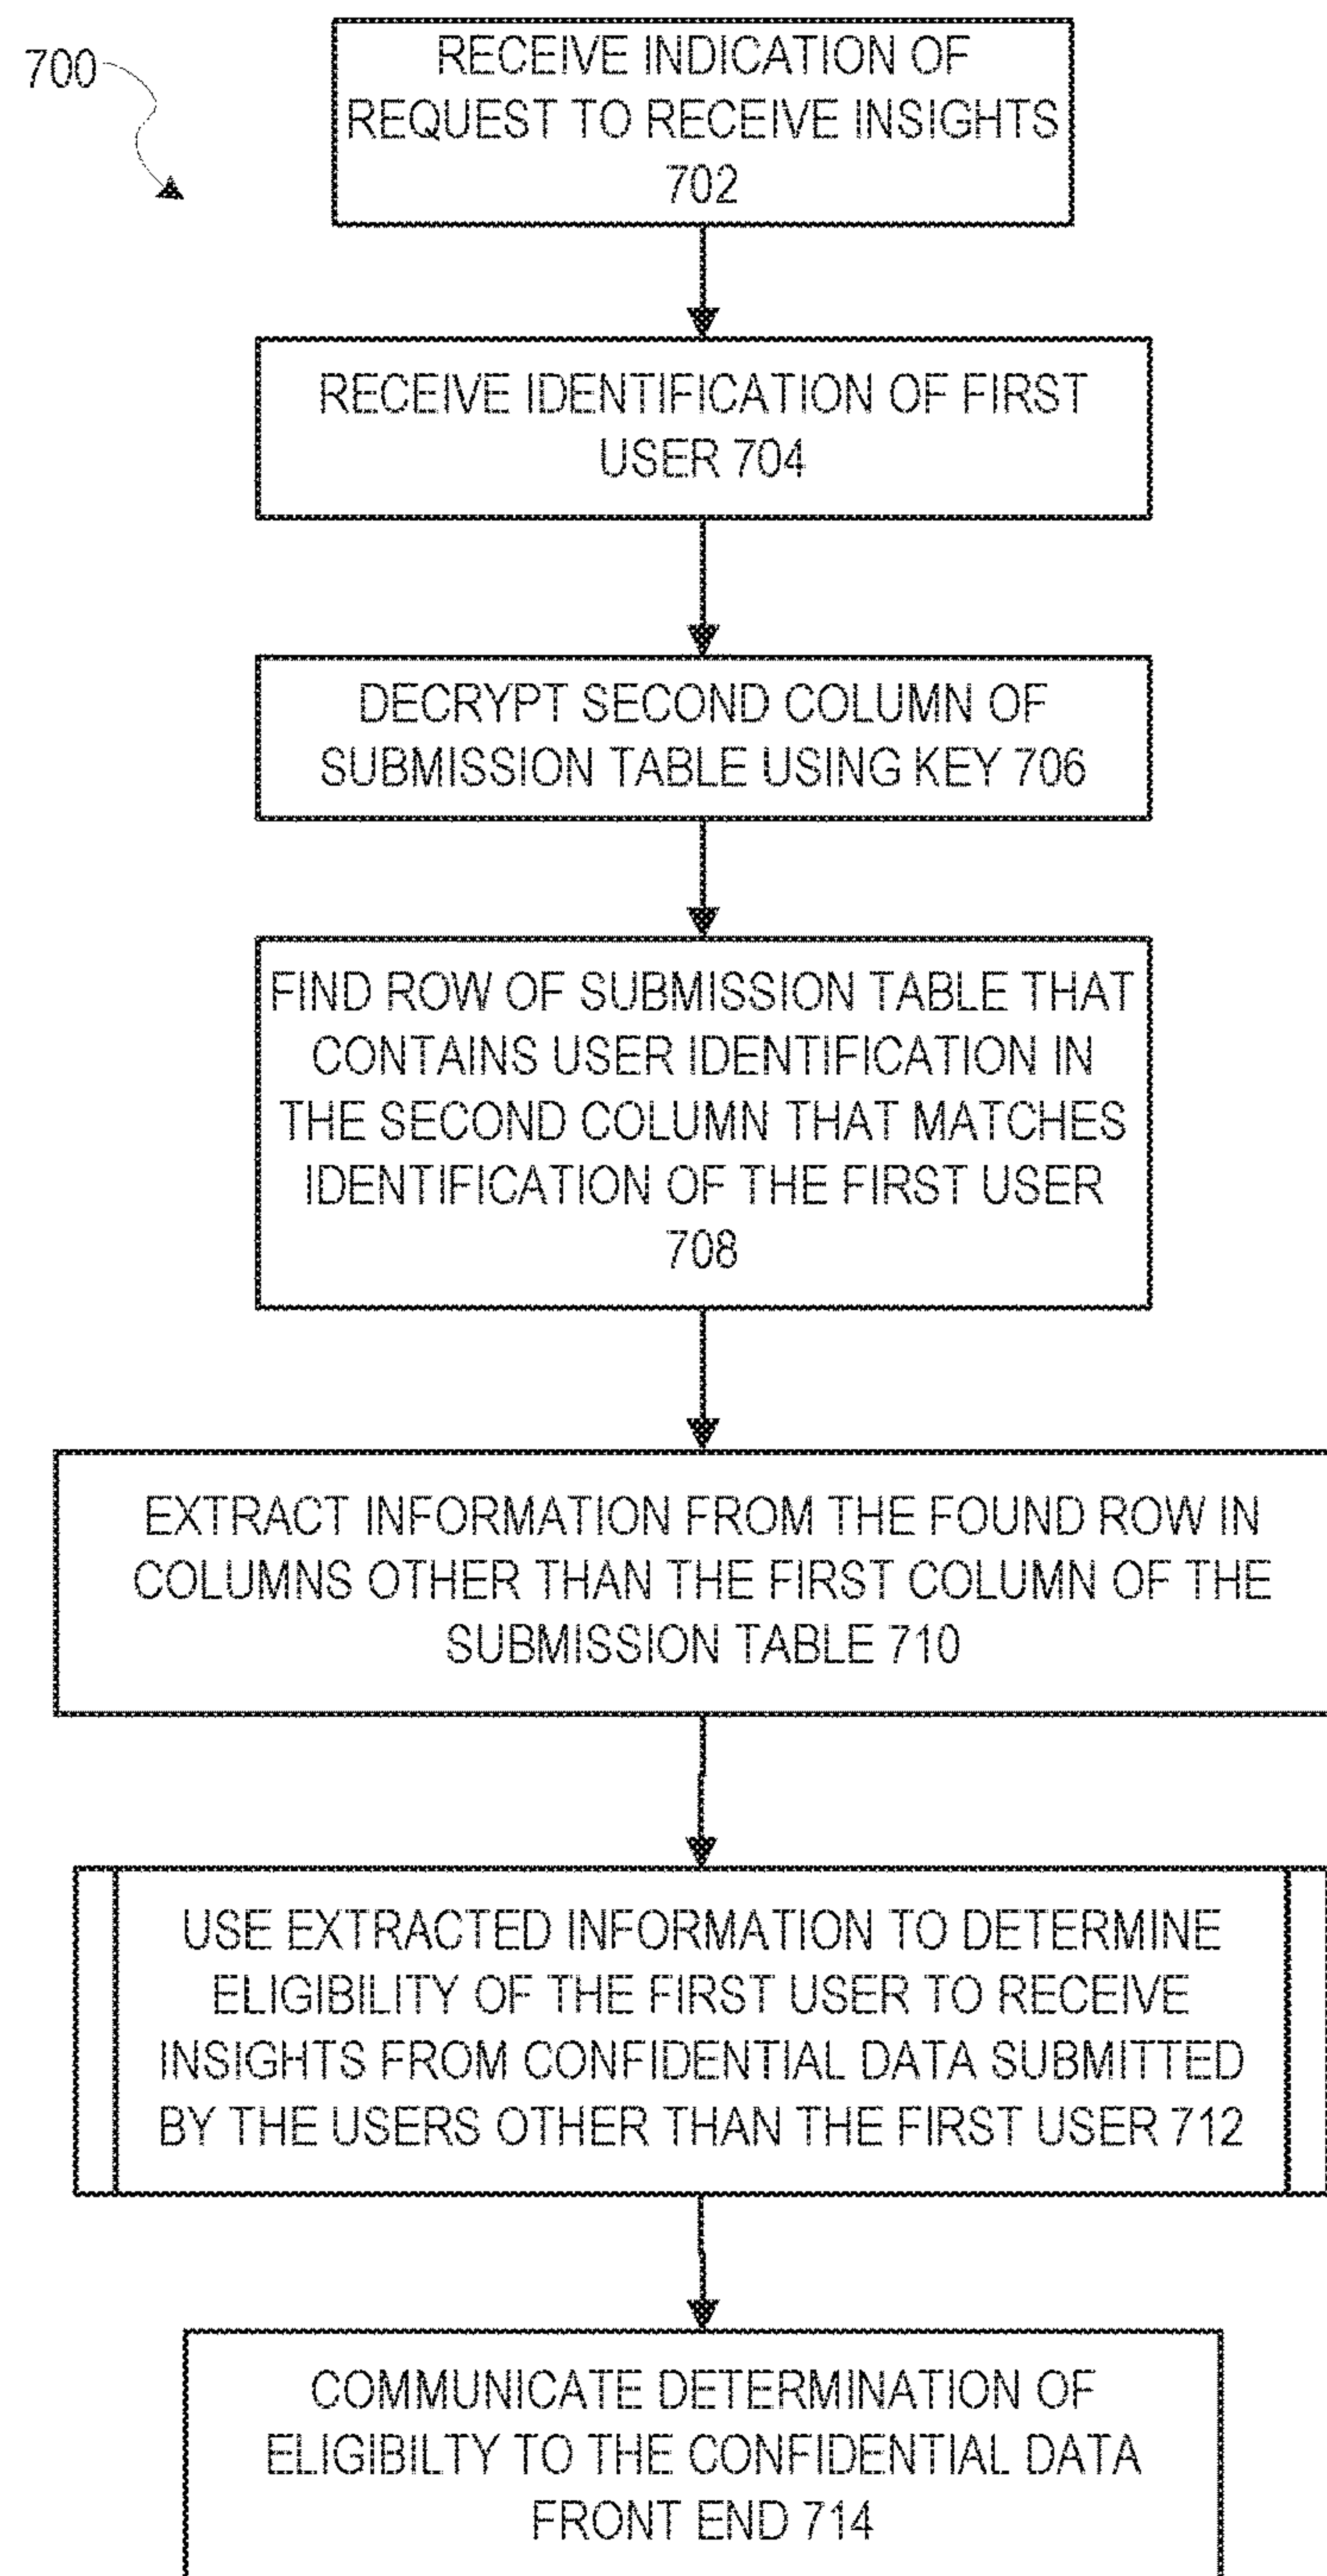 700
RECEIVE INDICATION OF
REQUEST TO RECEIVE INSIGHTS
702
RECEIVE IDENTIFICATION OF FIRST
USER 704
DECRYPT SECOND COLUMN OF
SUBMISSION TABLE USING KEY 706
FIND ROW OF SUBMISSION TABLE THAT
CONTAINS USER IDENTIFICATION IN
THE SECOND COLUMN THAT MATCHES
IDENTIFICATION OF THE FIRST USER
708
EXTRACT INFORMATION FROM THE FOUND ROW IN
COLUMNS OTHER THAN THE FIRST COLUMN OF THE
SUBMISSION TABLE 710
USE EXTRACTED INFORMATION TO DETERMINE
ELIGIBILITY OF THE FIRST USER TO RECEIVE
INSIGHTS FROM CONFIDENTIAL DATA SUBMITTED
BY THE USERS OTHER THAN THE FIRST USER 712
COMMUNICATE DETERMINATION OF
ELIGIBILTY TO THE CONFIDENTIAL DATA
FRONT END 714